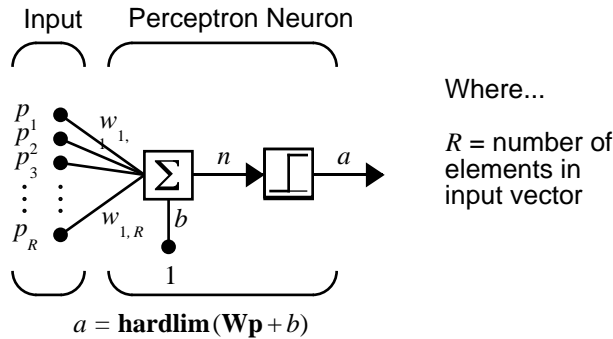 Input Perceptron Neuron
p1 w1,1
p2
p3
pR w1,R
Σ n a
b
1
a = hardlim(Wp + b)
Where...
R = number of
elements in
input vector